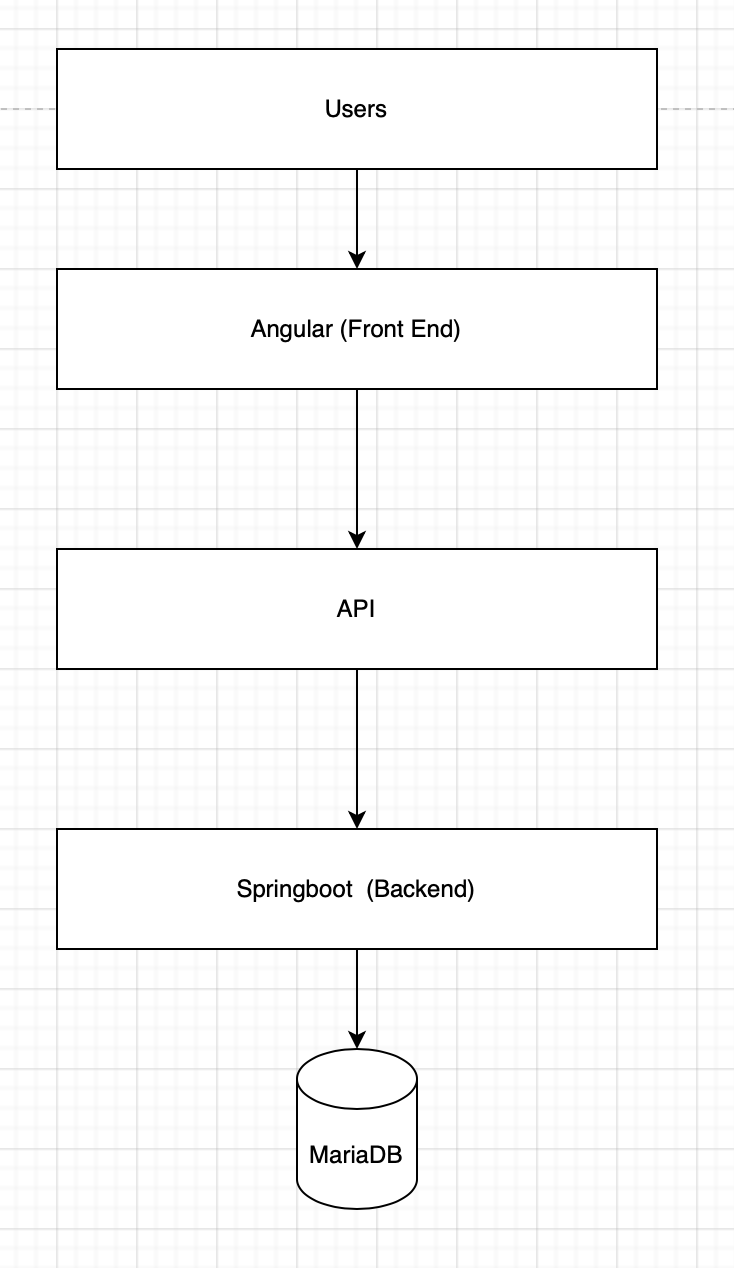 Users
Angular (Front End)
API
Springboot  (Backend)
MariaDB